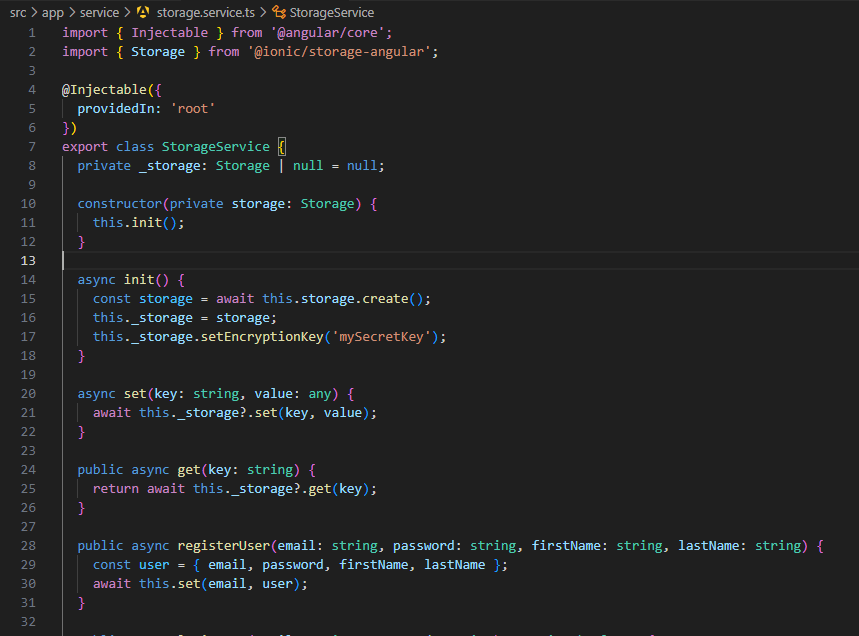 src > app > service > storage.service.ts > StorageService
1 import { Injectable } from '@angular/core';
2 import { Storage } from '@ionic/storage-angular';
3
4 @Injectable({
5   providedIn: 'root'
6 })
7 export class StorageService {
8   private _storage: Storage | null = null;
9
10   constructor(private storage: Storage) {
11     this.init();
12   }
13
14   async init() {
15     const storage = await this.storage.create();
16     this._storage = storage;
17     this._storage.setEncryptionKey('mySecretKey');
18   }
19
20   async set(key: string, value: any) {
21     await this._storage?.set(key, value);
22   }
23
24   public async get(key: string) {
25     return await this._storage?.get(key);
26   }
27
28   public async registerUser(email: string, password: string, firstName: string, lastName: string) {
29     const user = { email, password, firstName, lastName };
30     await this.set(email, user);
31   }
32